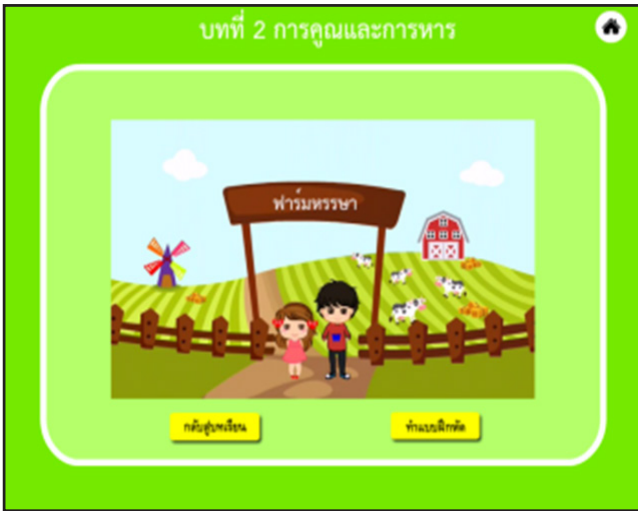 บทที่ 2 การคูณและการหาร
ฟาร์มหรรษา
กลับสู่บทเรียน
ทำแบบฝึกหัด